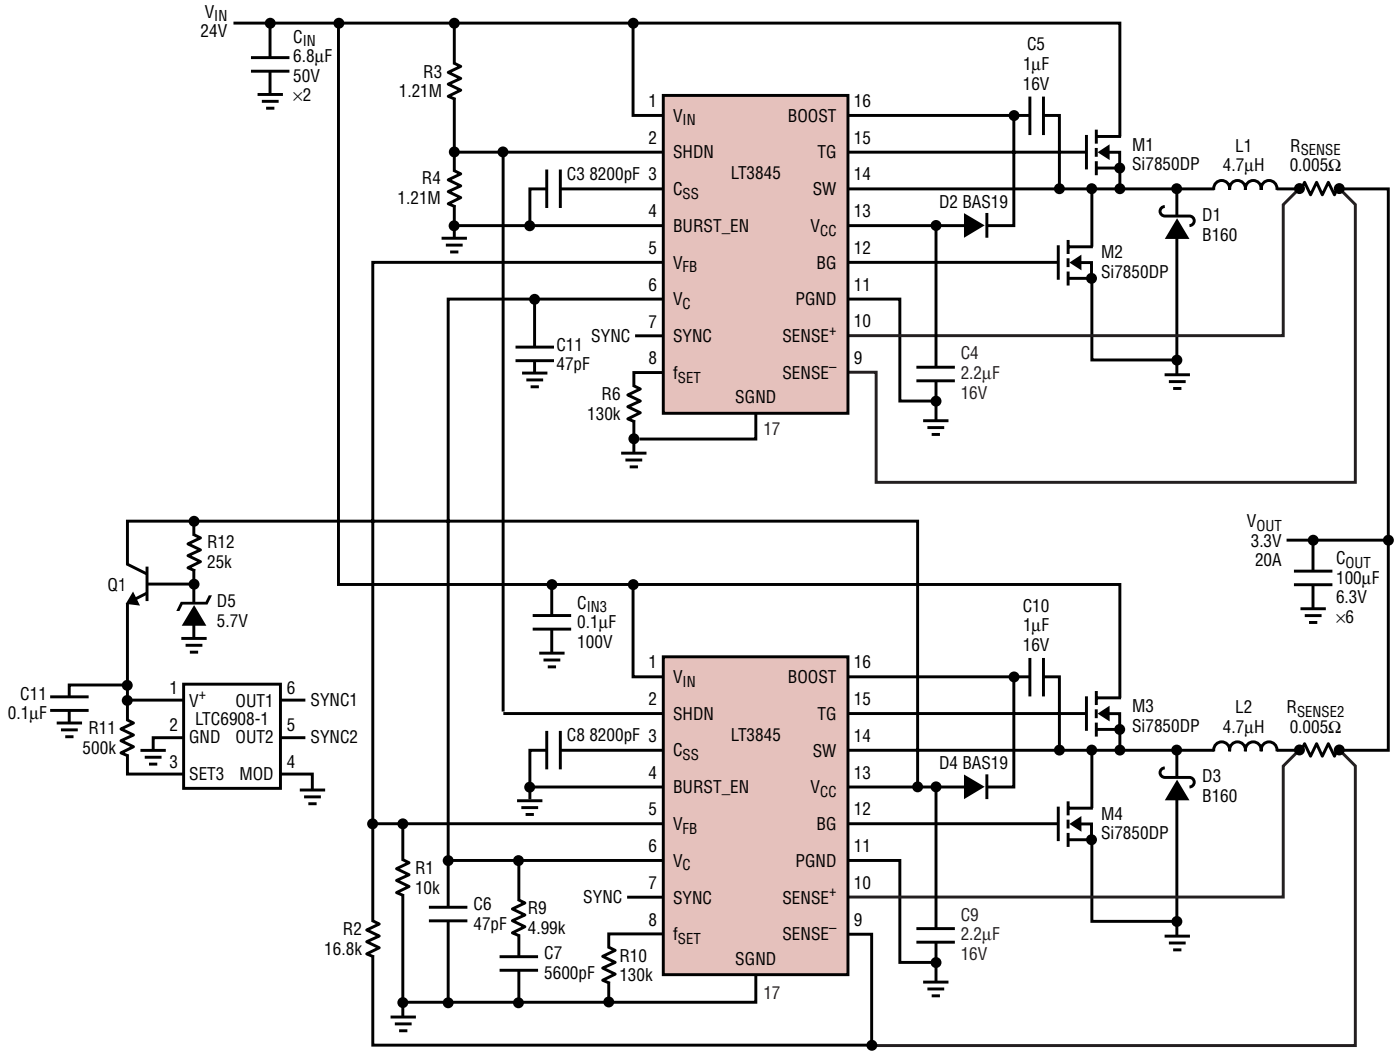 VIN
24V
CIN
6.8µF
50V
×2
R3
1.21M
R4
1.21M
C3 8200pF
C11
47pF
SYNC
R6
130k
1
2
3
4
5
6
7
8
VIN
SHDN
CSS
BURST_EN
VFB
VC
SYNC
fSET
LT3845
SGND
17
BOOST
TG
SW
VCC
BG
PGND
SENSE+
SENSE–
16
15
14
13
12
11
10
9
C5
1µF
16V
D2 BAS19
C4
2.2µF
16V
M1
Si7850DP
M2
Si7850DP
D1
B160
L1
4.7µH
RSENSE
0.005Ω
VOUT
3.3V
20A
COUT
100µF
6.3V
×6
R12
25k
Q1
D5
5.7V
C11
0.1µF
R11
500k
1
2
3
V+
GND
SET3
LTC6908-1
OUT1
OUT2
MOD
6
5
4
SYNC1
SYNC2
CIN3
0.1µF
100V
C8 8200pF
R1
10k
R2
16.8k
C6
47pF
R9
4.99k
C7
5600pF
SYNC
R10
130k
1
2
3
4
5
6
7
8
VIN
SHDN
CSS
BURST_EN
VFB
VC
SYNC
fSET
LT3845
SGND
17
BOOST
TG
SW
VCC
BG
PGND
SENSE+
SENSE–
16
15
14
13
12
11
10
9
C10
1µF
16V
D4 BAS19
C9
2.2µF
16V
M3
Si7850DP
M4
Si7850DP
D3
B160
L2
4.7µH
RSENSE2
0.005Ω